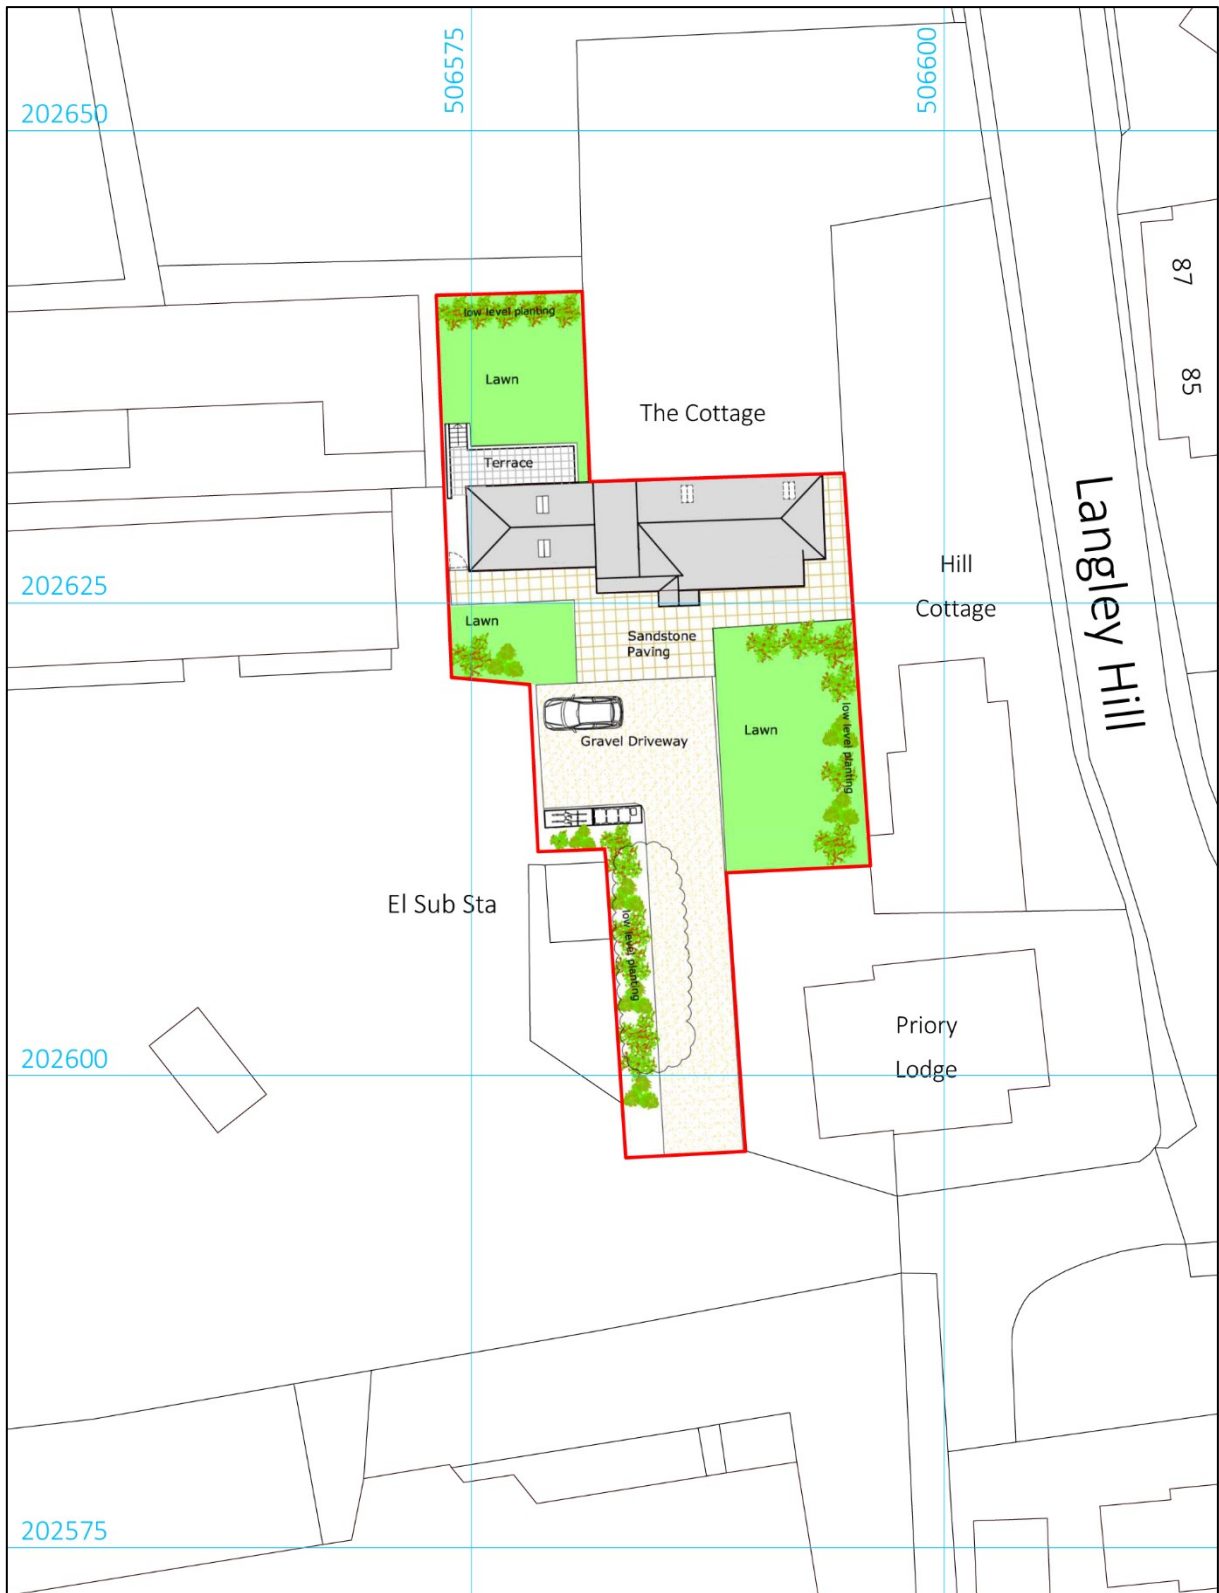 506575
506600
202650
87
low level planting
Lawn
85
The Cottage
Terrace
Langley Hill
Hill
Cottage
202625
Lawn
Sandstone
Paving
low level planting
Lawn
Gravel Driveway
El Sub Sta
low level planting
Priory
Lodge
202600
202575